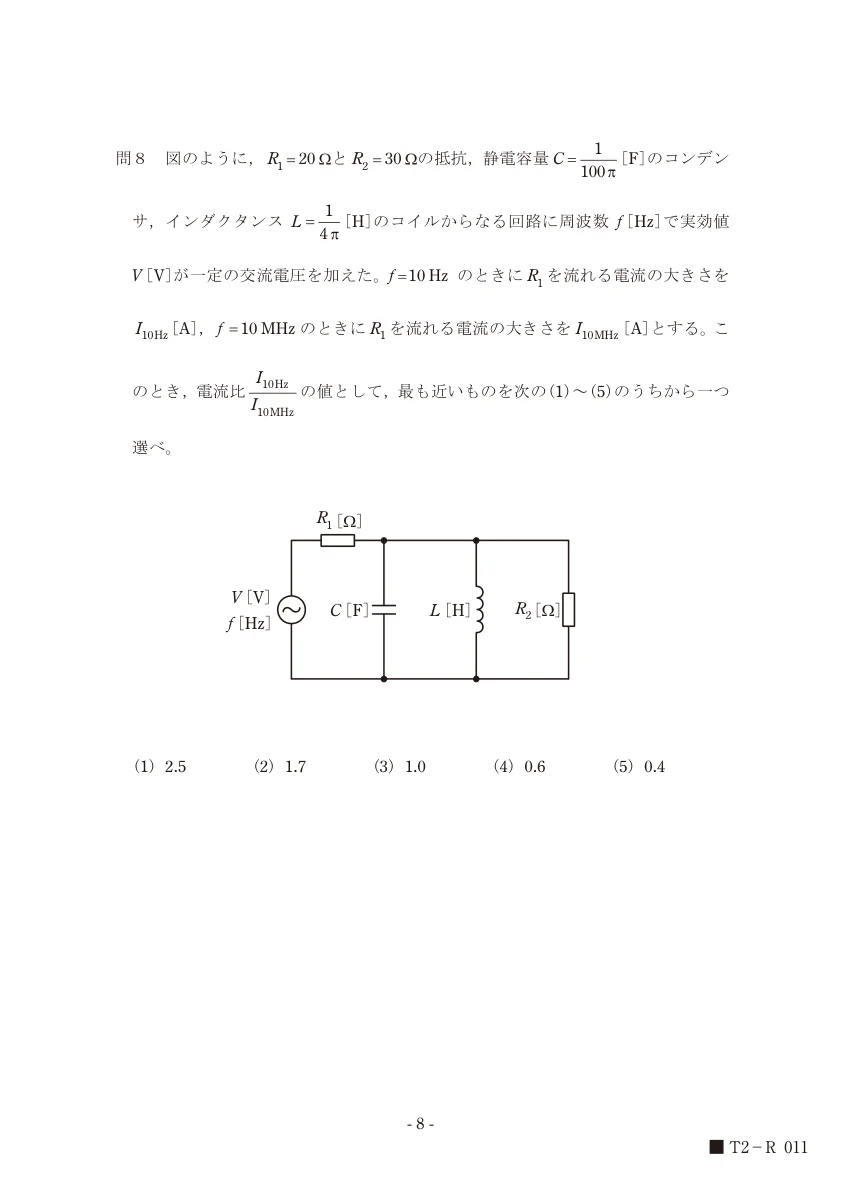 問８　図のように，R1＝20 ΩとR2＝30 Ωの抵抗，静電容量 C＝1/100π［F］のコンデン
サ，インダクタンス L＝1/4π［H］のコイルからなる回路に周波数 f［Hz］で実効値
V［V］が一定の交流電圧を加えた。f＝10 Hz のときに R1 を流れる電流の大きさを
I10Hz［A］，f＝10 MHz のときに R1 を流れる電流の大きさを I10MHz［A］とする。こ
のとき，電流比 I10Hz/I10MHz の値として，最も近いものを次の(1)～(5)のうちから一つ
選べ。
R1［Ω］
V［V］
f［Hz］
C［F］
L［H］
R2［Ω］
(1) 2.5 (2) 1.7 (3) 1.0 (4) 0.6 (5) 0.4
- 8 -
■ T2－R 011